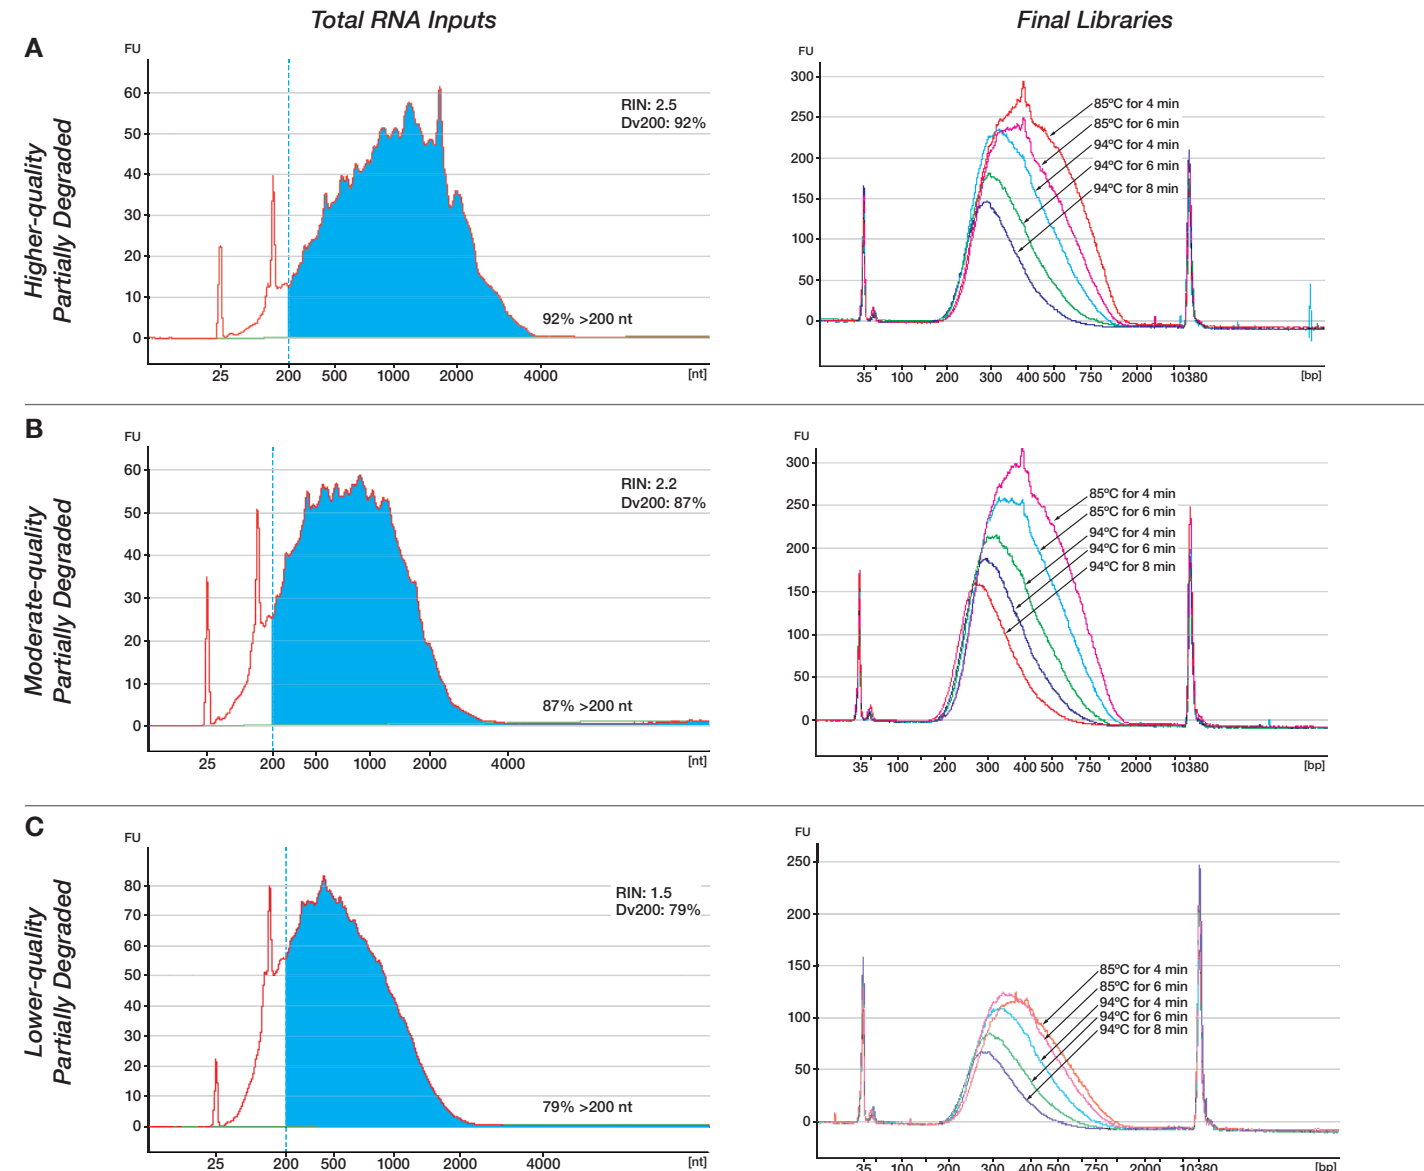 Total RNA Inputs
Final Libraries
A
Higher-quality
Partially Degraded
FU
60
50
40
30
20
10
0
RIN: 2.5
Dv200: 92%
92% >200 nt
25 200 500 1000 2000 4000 [nt]
FU
300
250
200
150
100
50
0
85ºC for 4 min
85ºC for 6 min
94ºC for 4 min
94ºC for 6 min
94ºC for 8 min
35 100 200 300 400 500 750 2000 10380 [bp]
B
Moderate-quality
Partially Degraded
FU
60
50
40
30
20
10
0
RIN: 2.2
Dv200: 87%
87% >200 nt
25 200 500 1000 2000 4000 [nt]
FU
300
250
200
150
100
50
0
85ºC for 4 min
85ºC for 6 min
94ºC for 4 min
94ºC for 6 min
94ºC for 8 min
35 100 200 300 400 500 750 2000 10380 [bp]
C
Lower-quality
Partially Degraded
FU
80
70
60
50
40
30
20
10
0
RIN: 1.5
Dv200: 79%
79% >200 nt
25 200 500 1000 2000 4000 [nt]
FU
250
200
150
100
50
0
85ºC for 4 min
85ºC for 6 min
94ºC for 4 min
94ºC for 6 min
94ºC for 8 min
35 100 200 300 400 500 750 2000 10380 [bp]